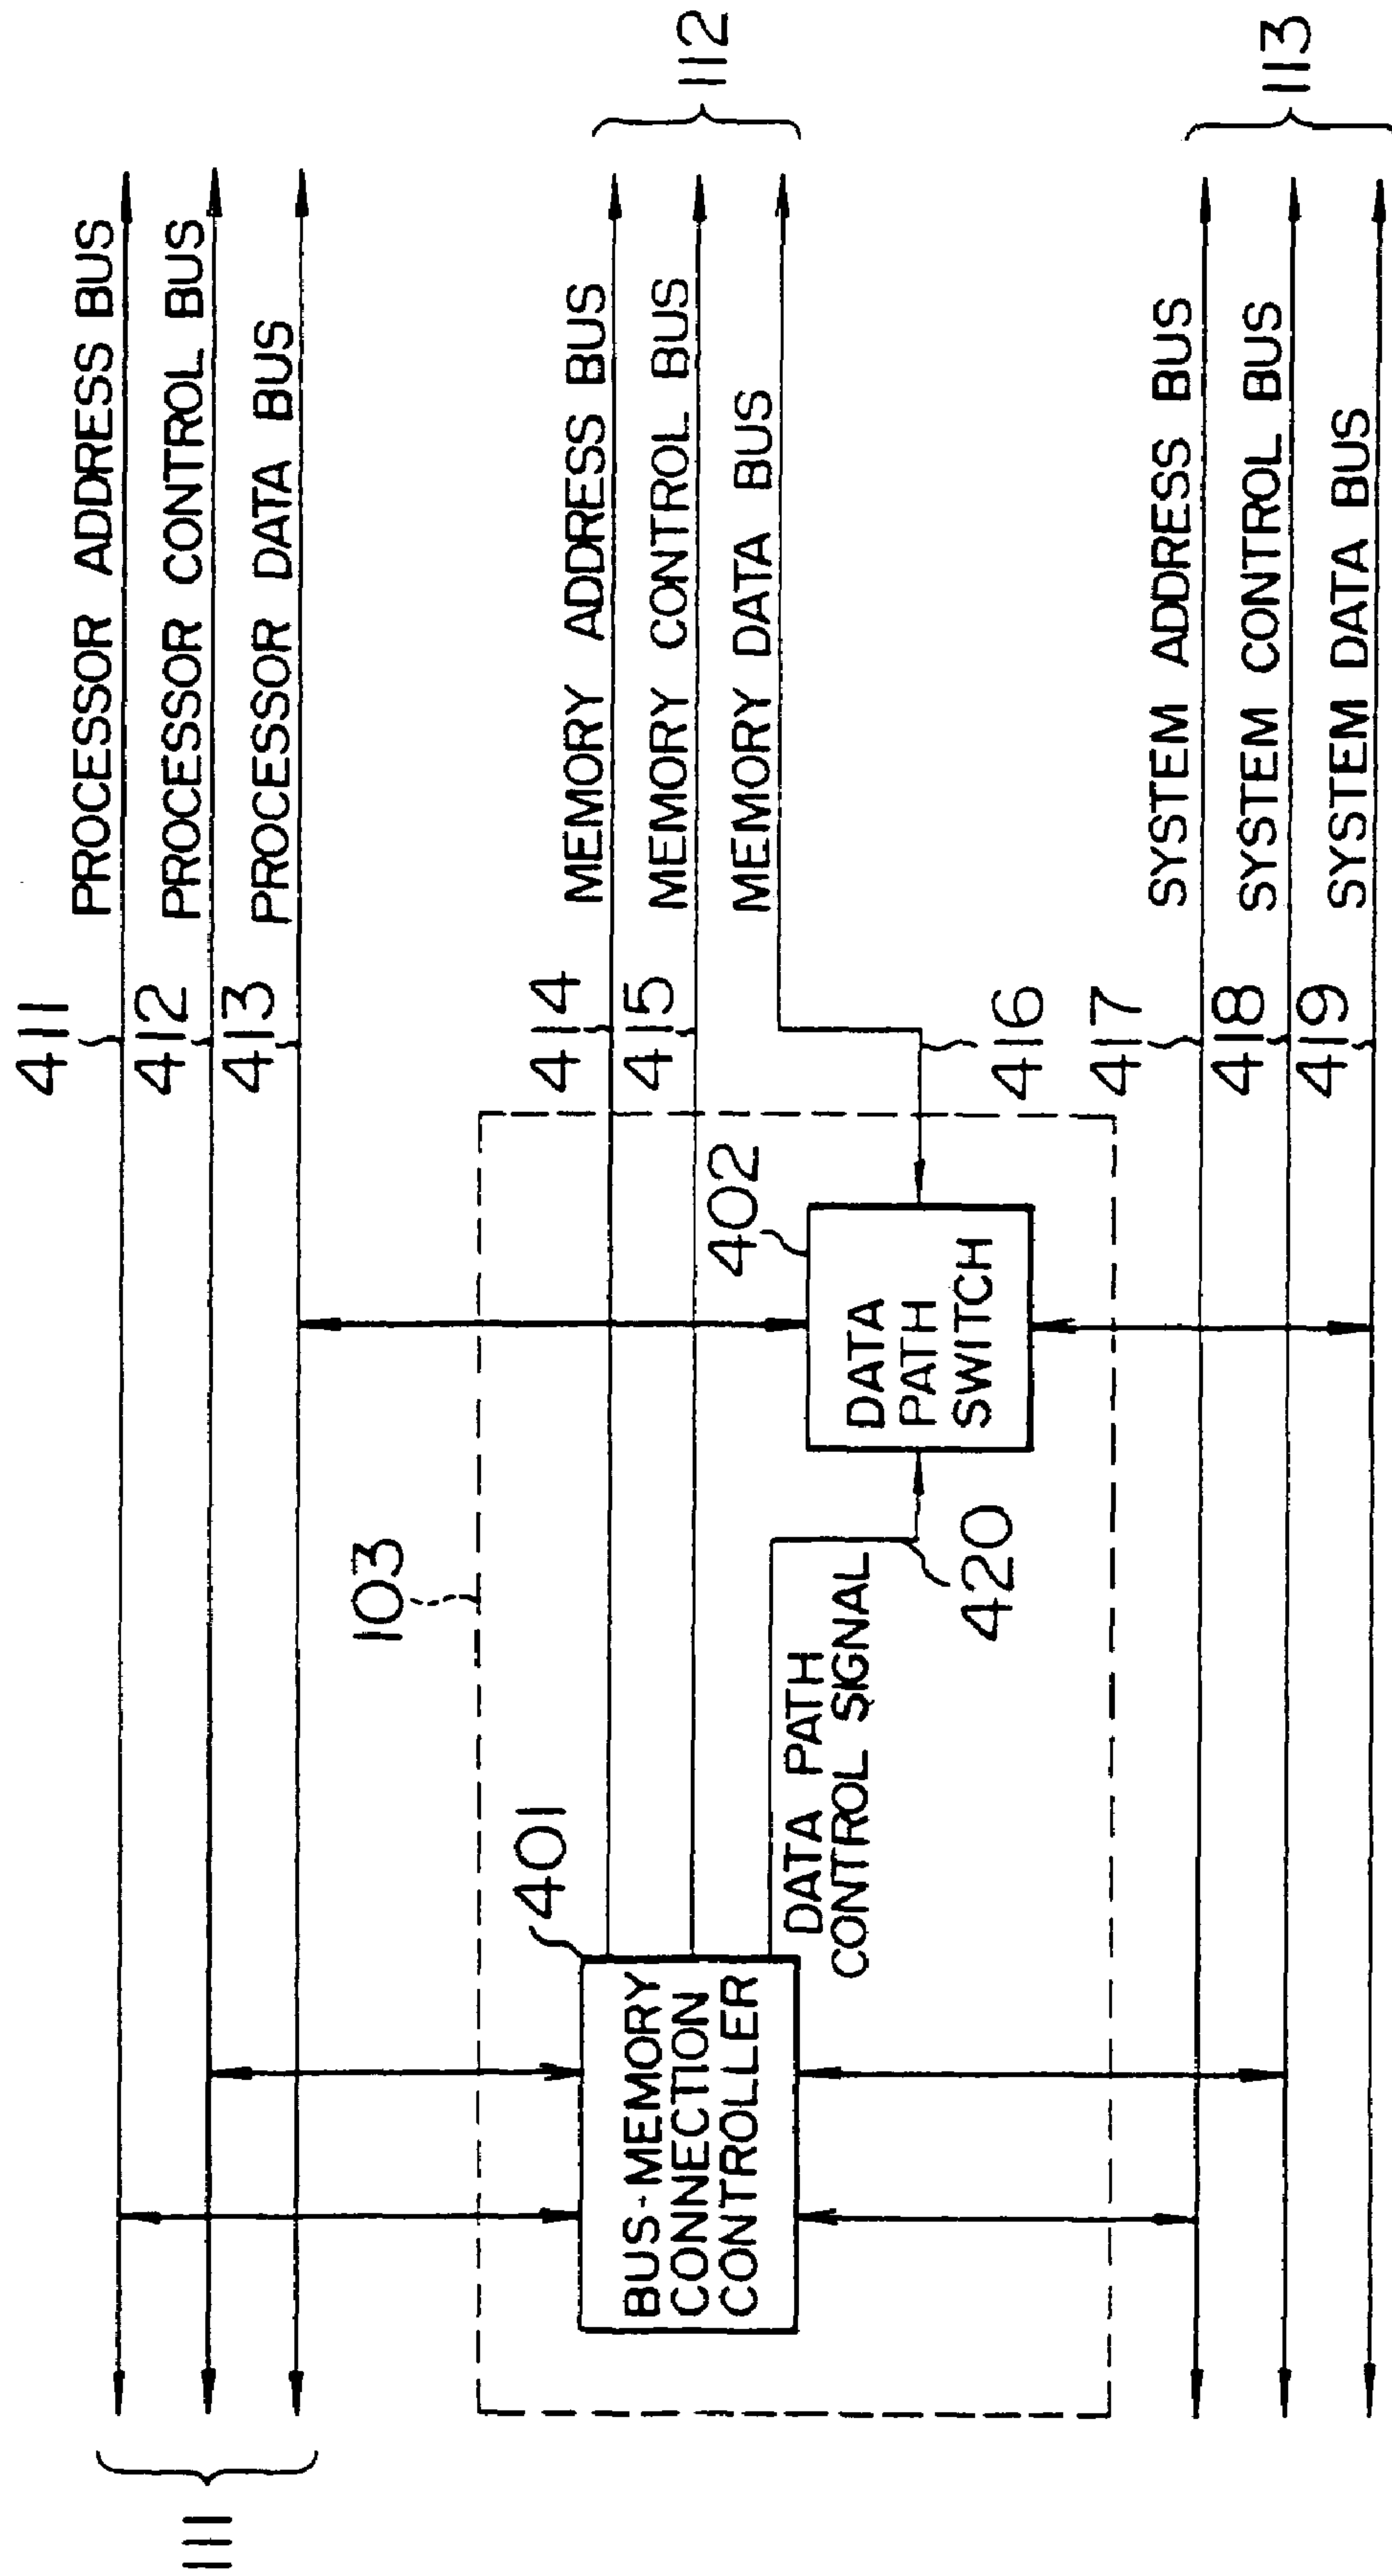 411
PROCESSOR ADDRESS BUS
412
PROCESSOR CONTROL BUS
413
PROCESSOR DATA BUS
111
103
414
MEMORY ADDRESS BUS
415
MEMORY CONTROL BUS
MEMORY DATA BUS
112
401
BUS-MEMORY
CONNECTION
CONTROLLER
DATA PATH
CONTROL SIGNAL
420
402
DATA
PATH
SWITCH
416
417
SYSTEM ADDRESS BUS
418
SYSTEM CONTROL BUS
419
SYSTEM DATA BUS
113